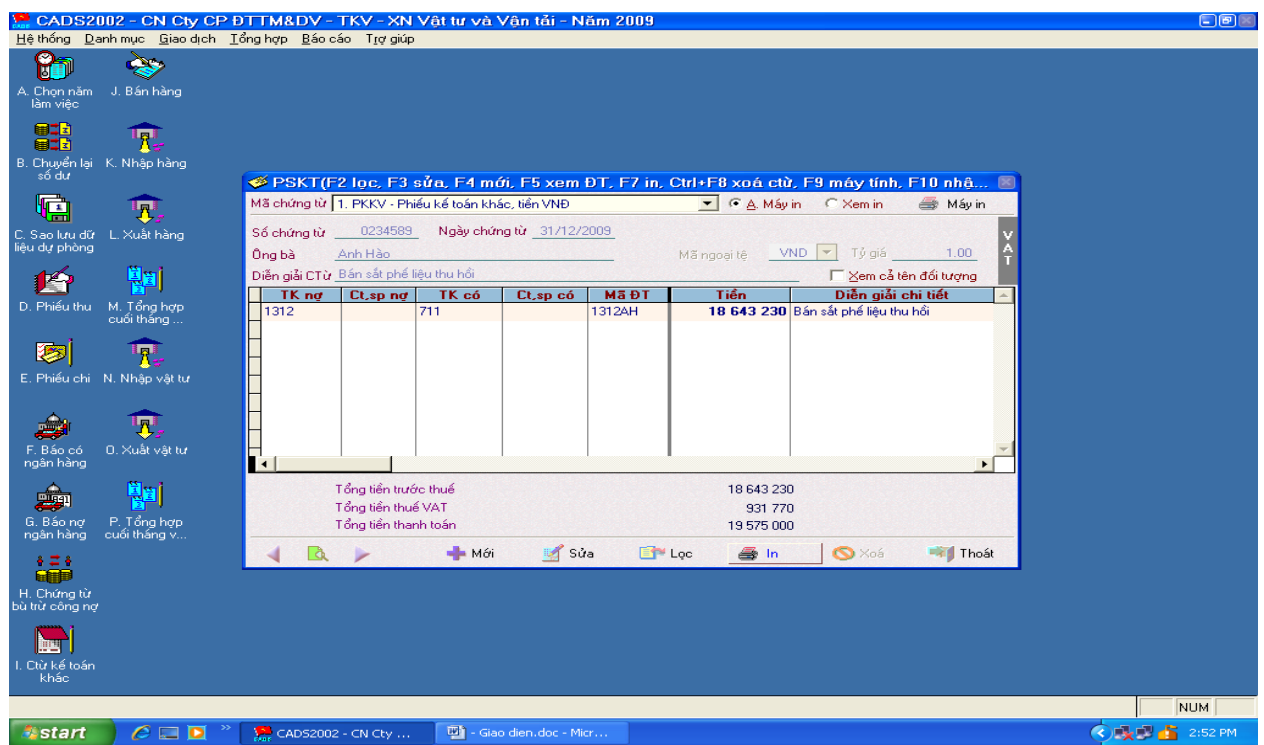 CADS2002 - CN Cty CP ĐTTM&DV - TKV - XN Vật tư và Vận tải - Năm 2009
Hệ thống Danh mục Giao dịch Tổng hợp Báo cáo Trợ giúp
A. Chọn năm làm việc
J. Bán hàng
B. Chuyển lại số dư
K. Nhập hàng
C. Sao lưu dữ liệu dự phòng
L. Xuất hàng
D. Phiếu thu
M. Tổng hợp cuối tháng ...
E. Phiếu chi
N. Nhập vật tư
F. Báo có ngân hàng
O. Xuất vật tư
G. Báo nợ ngân hàng
P. Tổng hợp cuối tháng v...
H. Chứng từ bù trừ công nợ
I. Ctừ kế toán khác
PSKT(F2 lọc, F3 sửa, F4 mới, F5 xem ĐT, F7 in, Ctrl+F8 xoá ctừ, F9 máy tính, F10 nhậ...
Mã chứng từ 1. PKKV - Phiếu kế toán khác, tiền VNĐ A. Máy in Xem in Máy in
Số chứng từ 0234589 Ngày chứng từ 31/12/2009
Ông bà Anh Hào Mã ngoại tệ VND Tỷ giá 1.00
Diễn giải CTừ Bán sắt phế liệu thu hồi Xem cả tên đối tượng
VAT
TK nợ Ct,sp nợ TK có Ct,sp có Mã ĐT Tiền Diễn giải chi tiết
1312 711 1312AH 18 643 230 Bán sắt phế liệu thu hồi
Tổng tiền trước thuế 18 643 230
Tổng tiền thuế VAT 931 770
Tổng tiền thanh toán 19 575 000
Mới Sửa Lọc In Xoá Thoát
NUM
start CADS2002 - CN Cty ... - Giao dien.doc - Micr... 2:52 PM